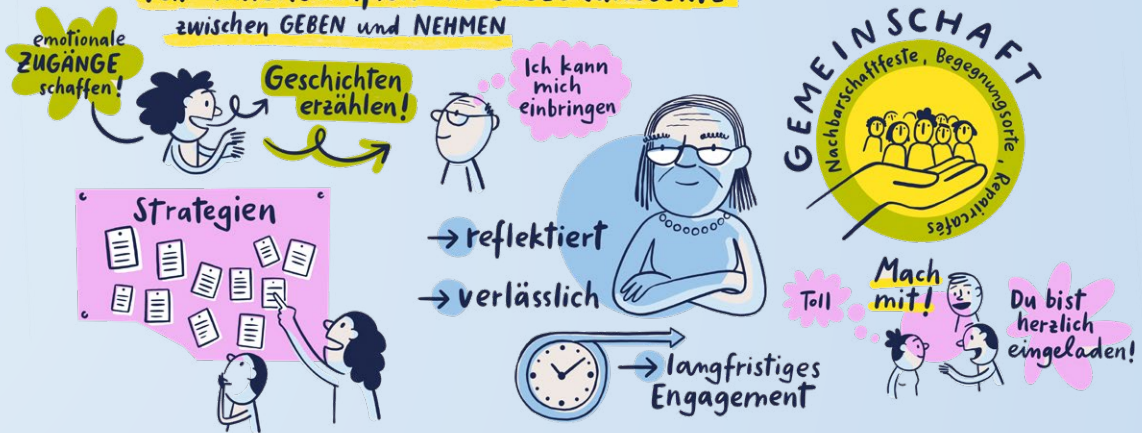 zwischen GEBEN und NEHMEN
emotionale
ZUGÄNGE
schaffen!
Geschichten
erzählen!
Ich kann
mich
einbringen
GEMEINSCHAFT
Nachbarschaftfeste, Begegnungsorte, Repaircafés
Strategien
→ reflektiert
→ verlässlich
→ langfristiges
Engagement
Toll
Mach
mit!
Du bist
herzlich
eingeladen!